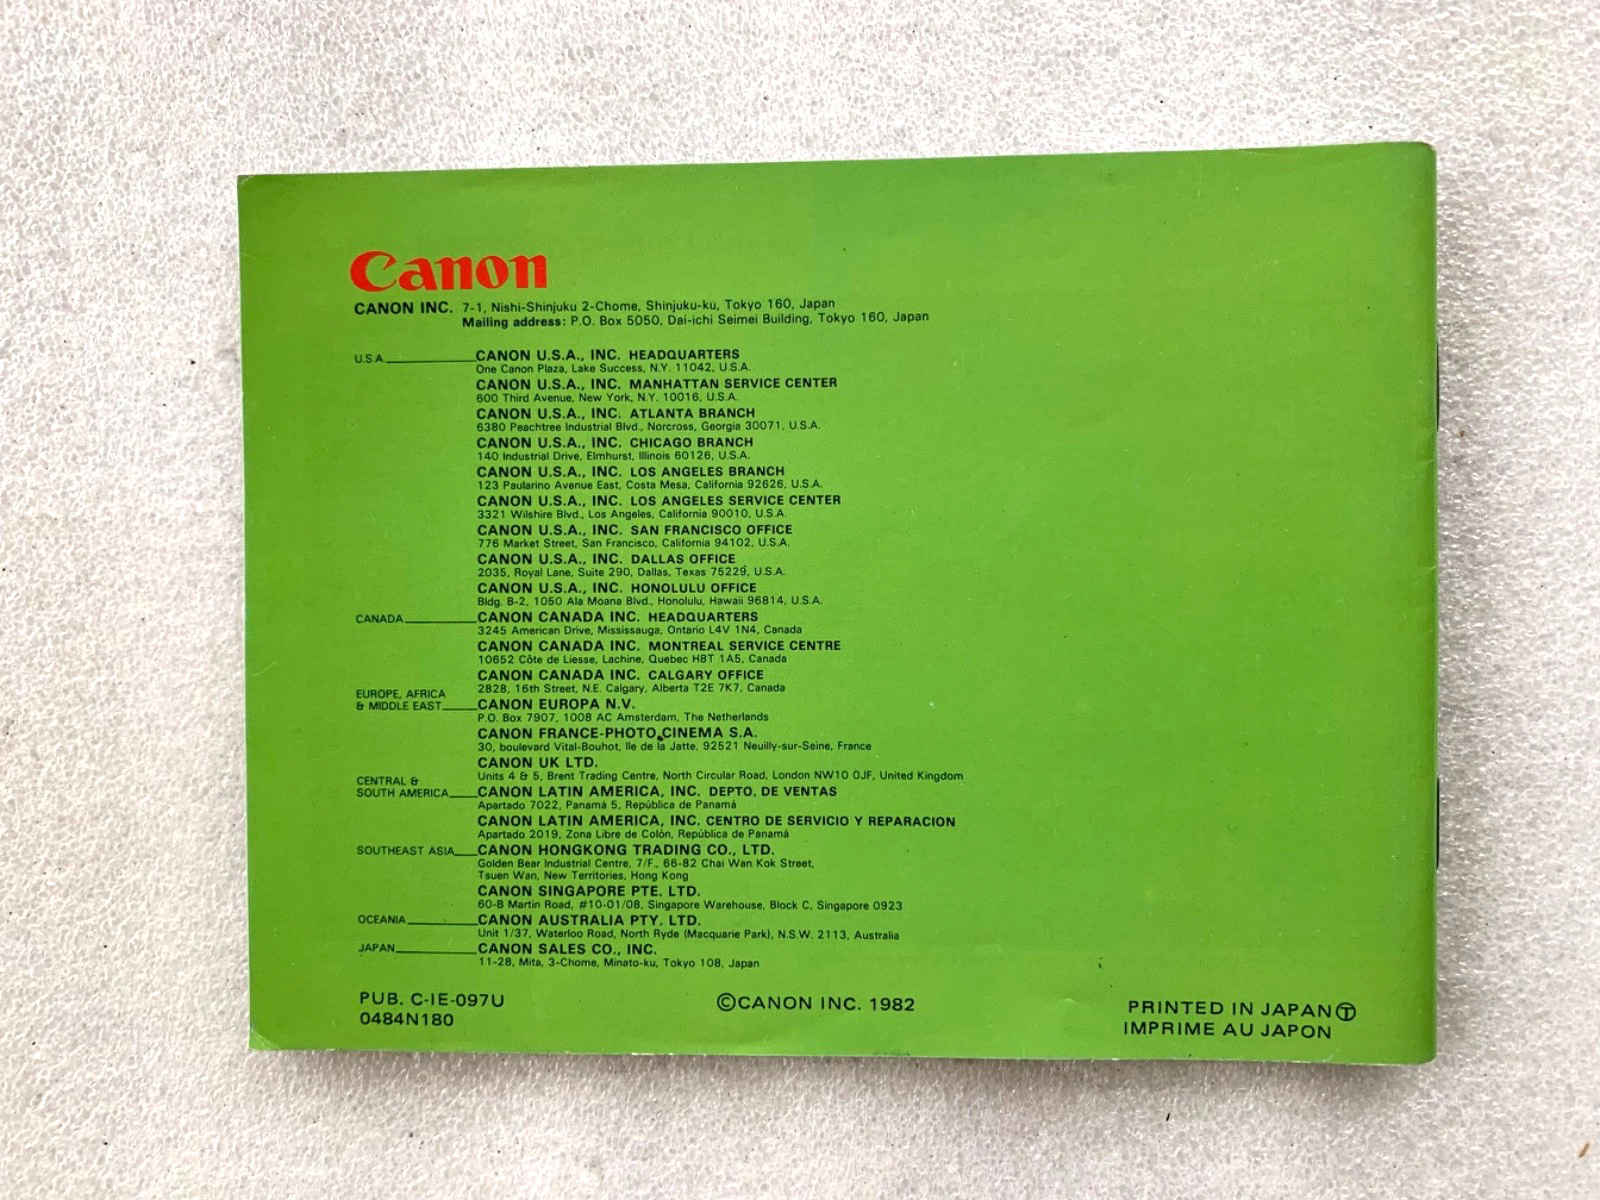 Canon
CANON INC. 7-1, Nishi-Shinjuku 2-Chome, Shinjuku-ku, Tokyo 160, Japan
Mailing address: P.O. Box 5050, Dai-ichi Seimei Building, Tokyo 160, Japan
U.S.A. CANON U.S.A., INC. HEADQUARTERS
One Canon Plaza, Lake Success, N.Y. 11042, U.S.A.
CANON U.S.A., INC. MANHATTAN SERVICE CENTER
600 Third Avenue, New York, N.Y. 10016, U.S.A.
CANON U.S.A., INC. ATLANTA BRANCH
6380 Peachtree Industrial Blvd., Norcross, Georgia 30071, U.S.A.
CANON U.S.A., INC. CHICAGO BRANCH
140 Industrial Drive, Elmhurst, Illinois 60126, U.S.A.
CANON U.S.A., INC. LOS ANGELES BRANCH
123 Paularino Avenue East, Costa Mesa, California 92626, U.S.A.
CANON U.S.A., INC. LOS ANGELES SERVICE CENTER
3321 Wilshire Blvd., Los Angeles, California 90010, U.S.A.
CANON U.S.A., INC. SAN FRANCISCO OFFICE
776 Market Street, San Francisco, California 94102, U.S.A.
CANON U.S.A., INC. DALLAS OFFICE
2035, Royal Lane, Suite 290, Dallas, Texas 75229, U.S.A.
CANON U.S.A., INC. HONOLULU OFFICE
Bldg. B-2, 1050 Ala Moana Blvd., Honolulu, Hawaii 96814, U.S.A.
CANADA CANON CANADA INC. HEADQUARTERS
3245 American Drive, Mississauga, Ontario L4V 1N4, Canada
CANON CANADA INC. MONTREAL SERVICE CENTRE
10652 Côte de Liesse, Lachine, Quebec H8T 1A5, Canada
CANON CANADA INC. CALGARY OFFICE
2828, 16th Street, N.E. Calgary, Alberta T2E 7K7, Canada
EUROPE, AFRICA
& MIDDLE EAST CANON EUROPA N.V.
P.O. Box 7907, 1008 AC Amsterdam, The Netherlands
CANON FRANCE-PHOTO CINEMA S.A.
30, boulevard Vital-Bouhot, Ile de la Jatte, 92521 Neuilly-sur-Seine, France
CANON UK LTD.
Units 4 & 5, Brent Trading Centre, North Circular Road, London NW10 0JF, United Kingdom
CENTRAL &
SOUTH AMERICA CANON LATIN AMERICA, INC. DEPTO. DE VENTAS
Apartado 7022, Panamá 5, República de Panamá
CANON LATIN AMERICA, INC. CENTRO DE SERVICIO Y REPARACION
Apartado 2019, Zona Libre de Colón, República de Panamá
SOUTHEAST ASIA CANON HONGKONG TRADING CO., LTD.
Golden Bear Industrial Centre, 7/F., 66-82 Chai Wan Kok Street,
Tsuen Wan, New Territories, Hong Kong
CANON SINGAPORE PTE. LTD.
60-B Martin Road, #10-01/08, Singapore Warehouse, Block C, Singapore 0923
OCEANIA CANON AUSTRALIA PTY. LTD.
Unit 1/37, Waterloo Road, North Ryde (Macquarie Park), N.S.W. 2113, Australia
JAPAN CANON SALES CO., INC.
11-28, Mita, 3-Chome, Minato-ku, Tokyo 108, Japan
PUB. C-IE-097U ©CANON INC. 1982 PRINTED IN JAPAN Ⓣ
0484N180 IMPRIME AU JAPON